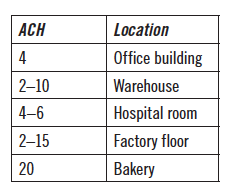 ACH Location
4 Office building
2–10 Warehouse
4–6 Hospital room
2–15 Factory floor
20 Bakery